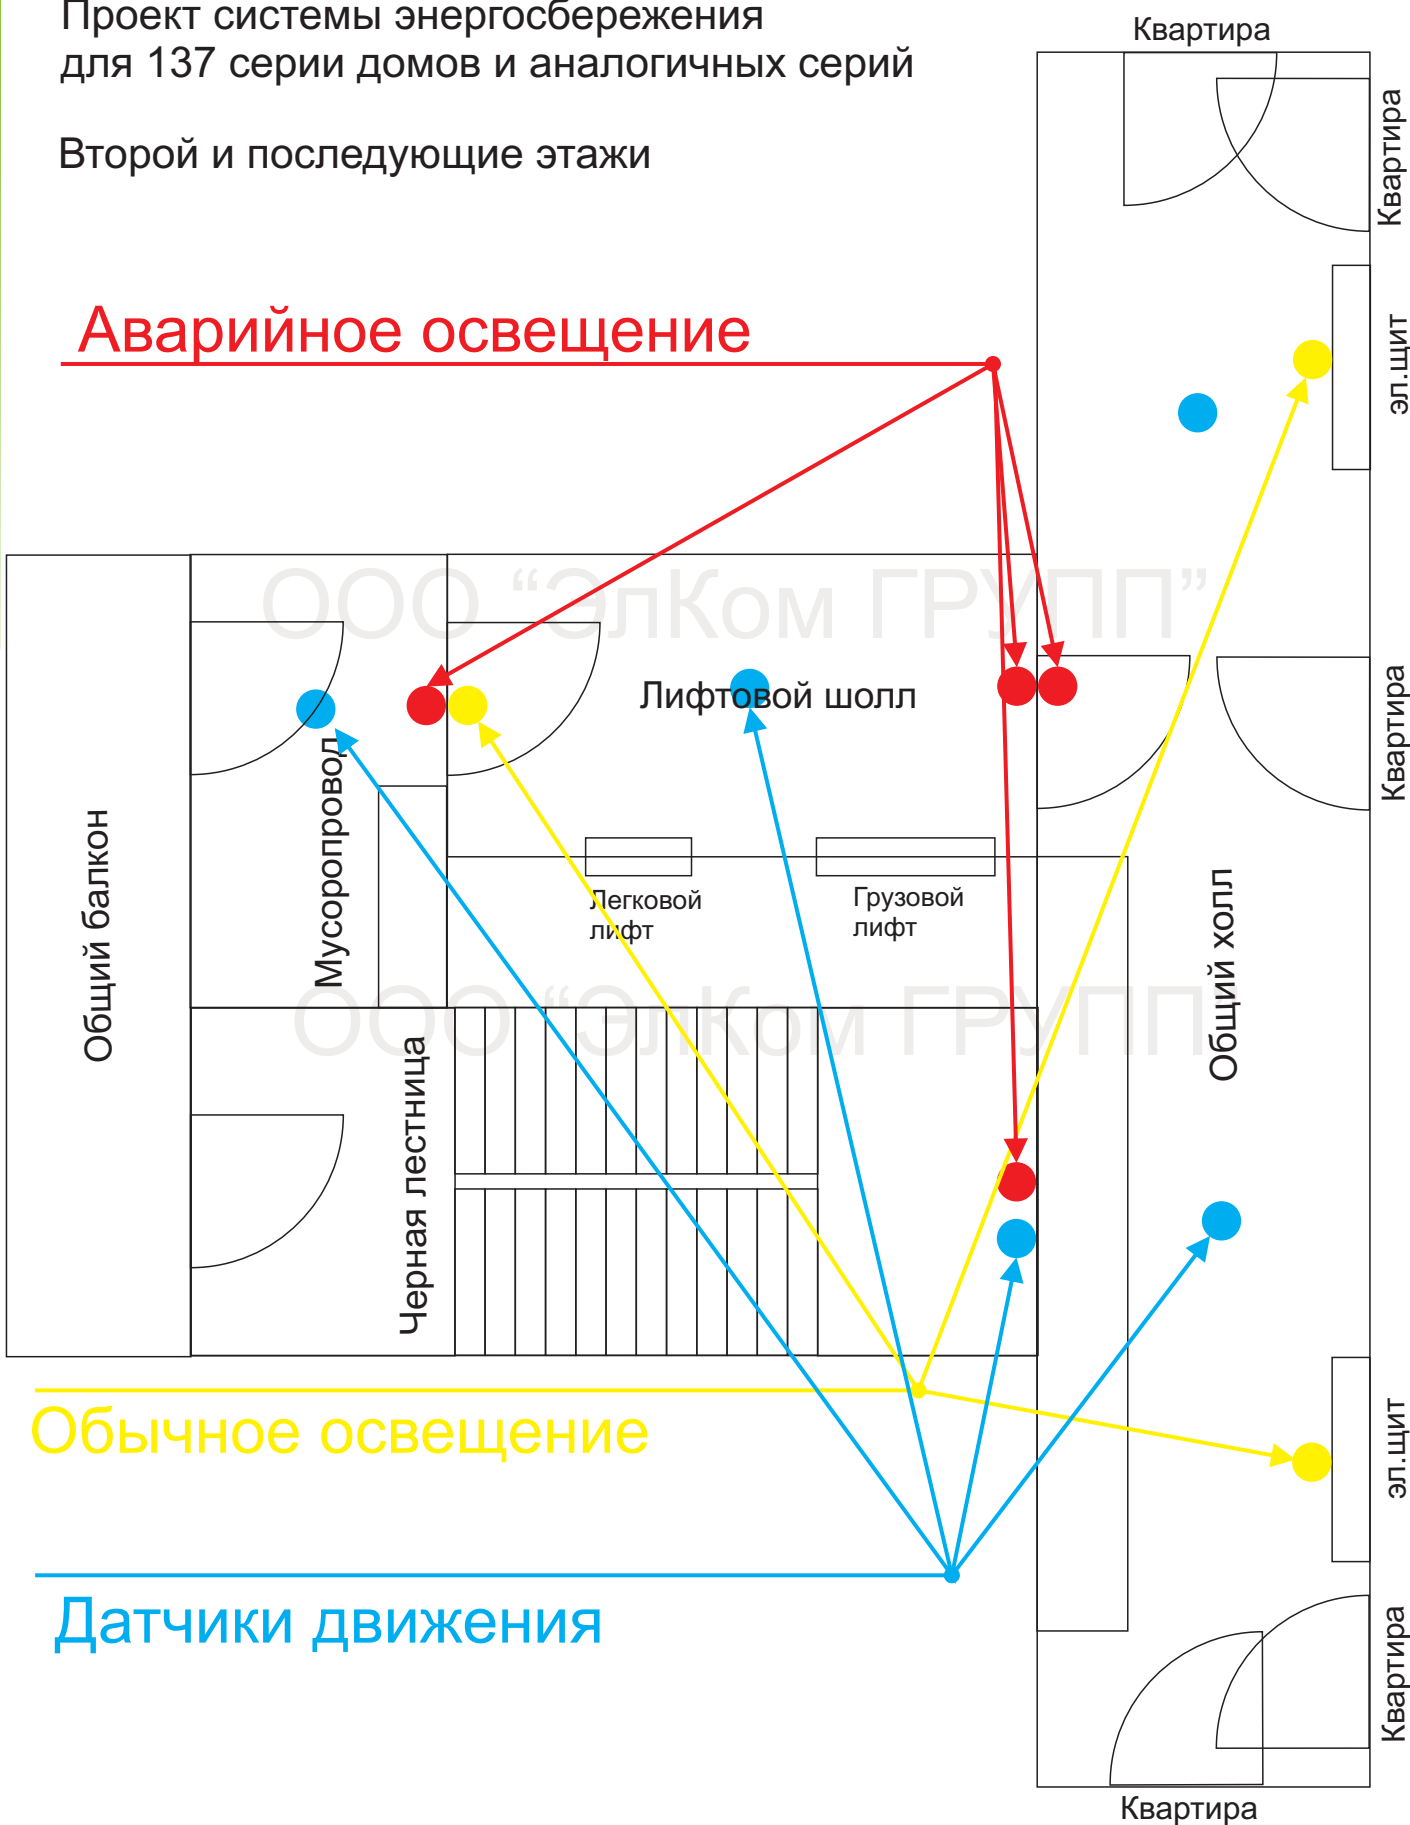 Проект системы энергосбережения
для 137 серии домов и аналогичных серий
Второй и последующие этажи
Квартира
Квартира
эл.щит
Аварийное освещение
ООО “ЭлКом ГРУПП”
Лифтовой шолл
Квартира
Мусоропровод
Общий балкон
Легковой
лифт
Грузовой
лифт
Общий холл
ООО “ЭлКом ГРУПП”
Черная лестница
Обычное освещение
эл.щит
Датчики движения
Квартира
Квартира